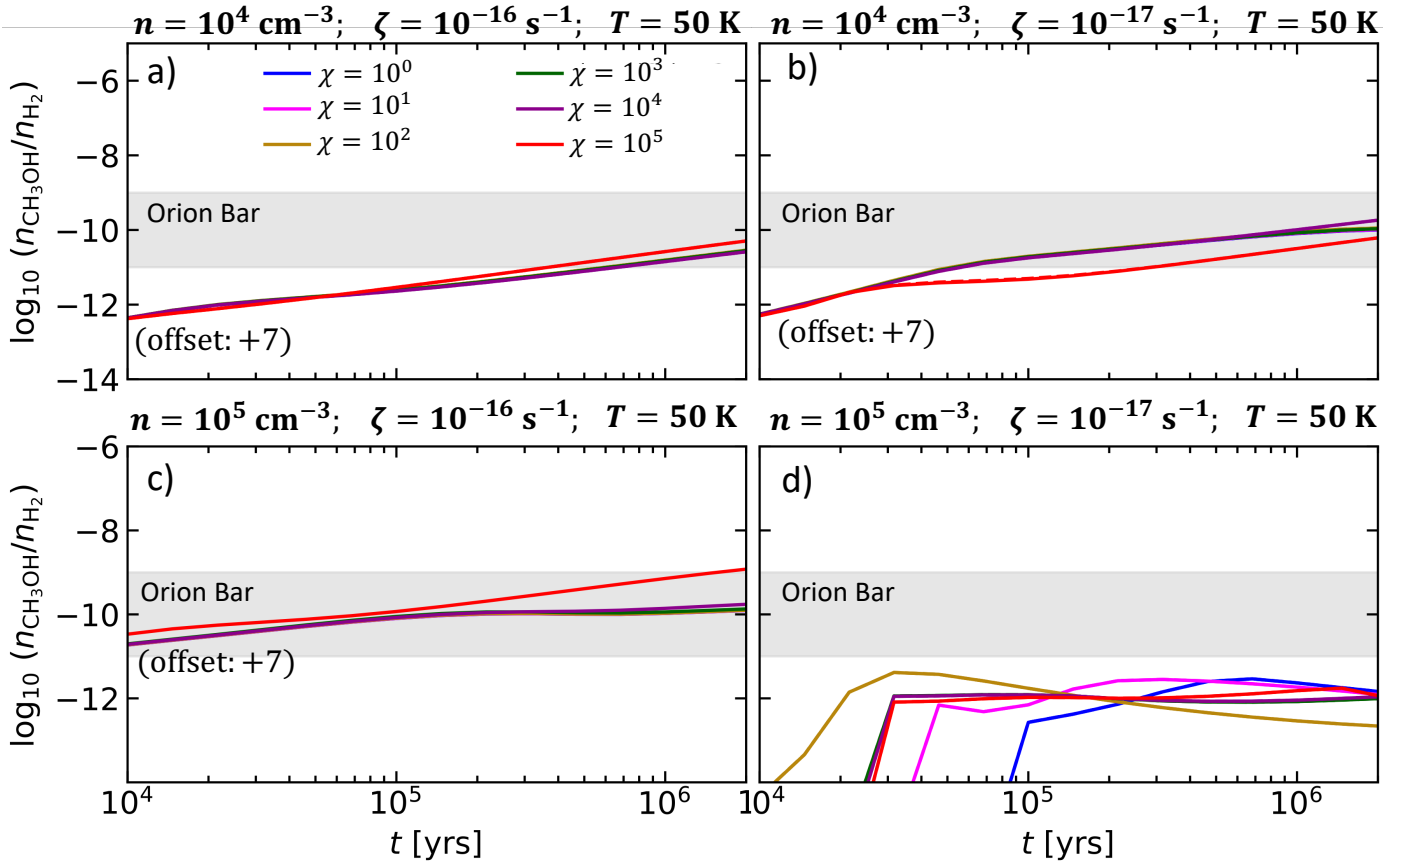 n = 10⁴ cm⁻³; ζ = 10⁻¹⁶ s⁻¹; T = 50 K
n = 10⁴ cm⁻³; ζ = 10⁻¹⁷ s⁻¹; T = 50 K
a)
χ = 10⁰
χ = 10¹
χ = 10²
χ = 10³
χ = 10⁴
χ = 10⁵
Orion Bar
(offset: +7)
log₁₀ (n_CH₃OH/n_H₂)
−6
−8
−10
−12
−14
b)
Orion Bar
(offset: +7)
n = 10⁵ cm⁻³; ζ = 10⁻¹⁶ s⁻¹; T = 50 K
n = 10⁵ cm⁻³; ζ = 10⁻¹⁷ s⁻¹; T = 50 K
c)
Orion Bar
(offset: +7)
log₁₀ (n_CH₃OH/n_H₂)
−6
−8
−10
−12
d)
Orion Bar
10⁴
10⁵
10⁶
10⁴
10⁵
10⁶
t [yrs]
t [yrs]